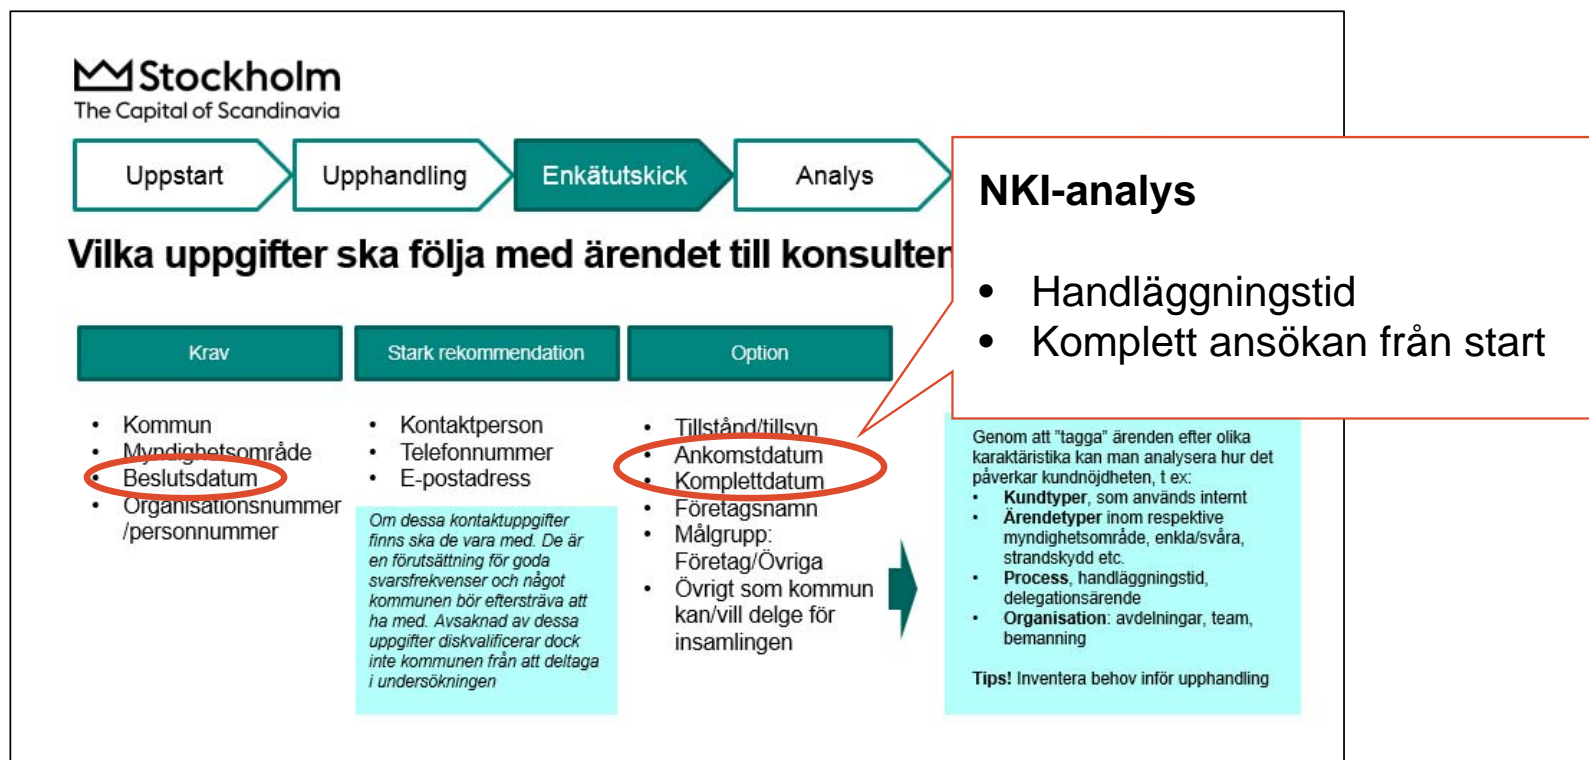 Stockholm
The Capital of Scandinavia
Uppstart
Upphandling
Enkätutskick
Analys
Vilka uppgifter ska följa med ärendet till konsulten
NKI-analys
• Handläggningstid
• Komplett ansökan från start
Krav
• Kommun
• Myndighetsområde
• Beslutsdatum
• Organisationsnummer
/personnummer
Stark rekommendation
• Kontaktperson
• Telefonnummer
• E-postadress
Om dessa kontaktuppgifter
finns ska de vara med. De är
en förutsättning för goda
svarsfrekvenser och något
kommunen bör eftersträva att
ha med. Avsaknad av dessa
uppgifter diskvalificerar dock
inte kommunen från att deltaga
i undersökningen
Option
• Tillstånd/tillsyn
• Ankomstdatum
• Komplettdatum
• Företagsnamn
• Målgrupp:
Företag/Övriga
• Övrigt som kommun
kan/vill delge för
insamlingen
Genom att "tagga" ärenden efter olika
karaktäristika kan man analysera hur det
påverkar kundnöjdheten, t ex:
• Kundtyper, som används internt
• Ärendetyper inom respektive
myndighetsområde, enkla/svåra,
strandskydd etc.
• Process, handläggningstid,
delegationsärende
• Organisation: avdelningar, team,
bemanning
Tips! Inventera behov inför upphandling